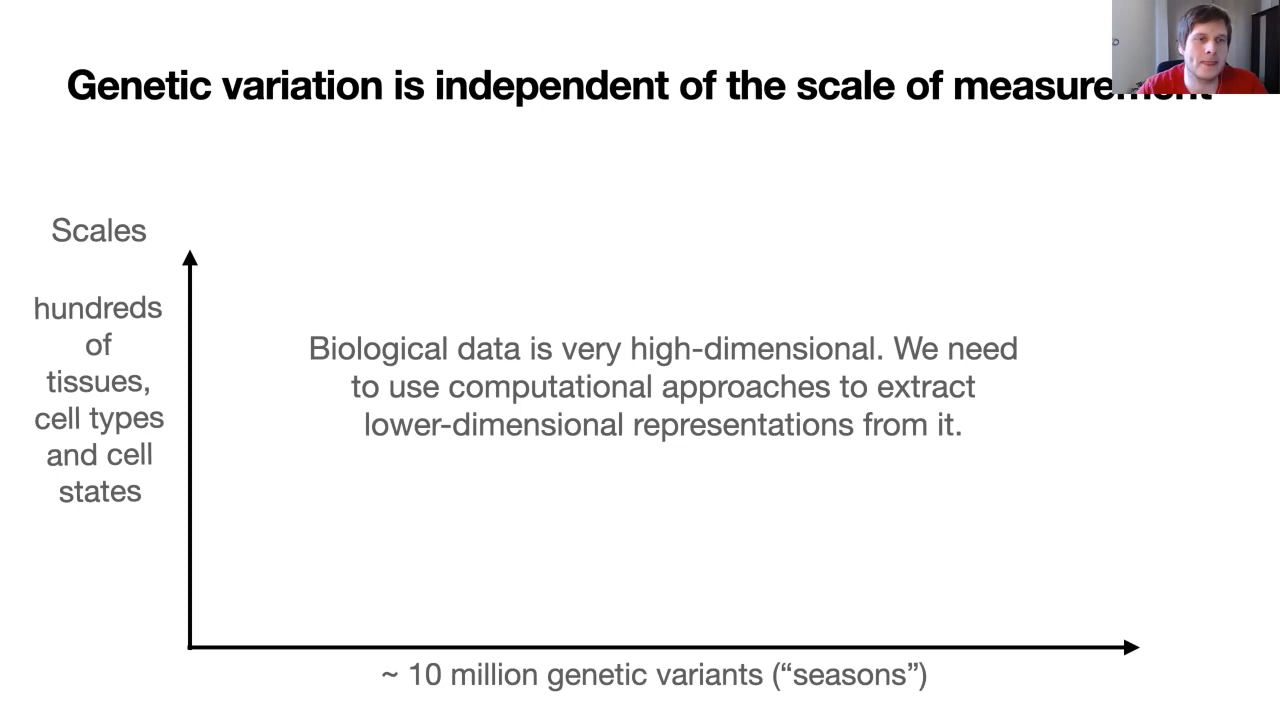 Genetic variation is independent of the scale of measurement
Scales
hundreds
of
tissues,
cell types
and cell
states
Biological data is very high-dimensional. We need
to use computational approaches to extract
lower-dimensional representations from it.
~ 10 million genetic variants (“seasons”)